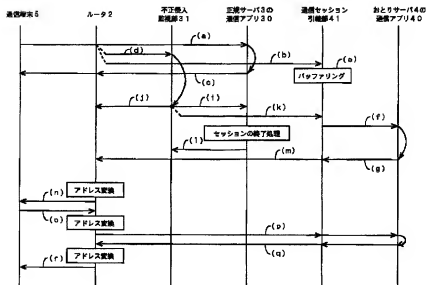 通信端末5
ルータ2
不正侵入
監視部31
正規サーバ3の
通信アプリ30
通信セッション
引継部41
おとりサーバ4の
通信アプリ40
(a)
(d)
(b)
(e)
バッファリング
(c)
(j)
(i)
(k)
(f)
セッションの終了処理
(l)
(m)
(g)
アドレス変換
(n)
(o)
アドレス変換
(p)
(q)
アドレス変換
(r)